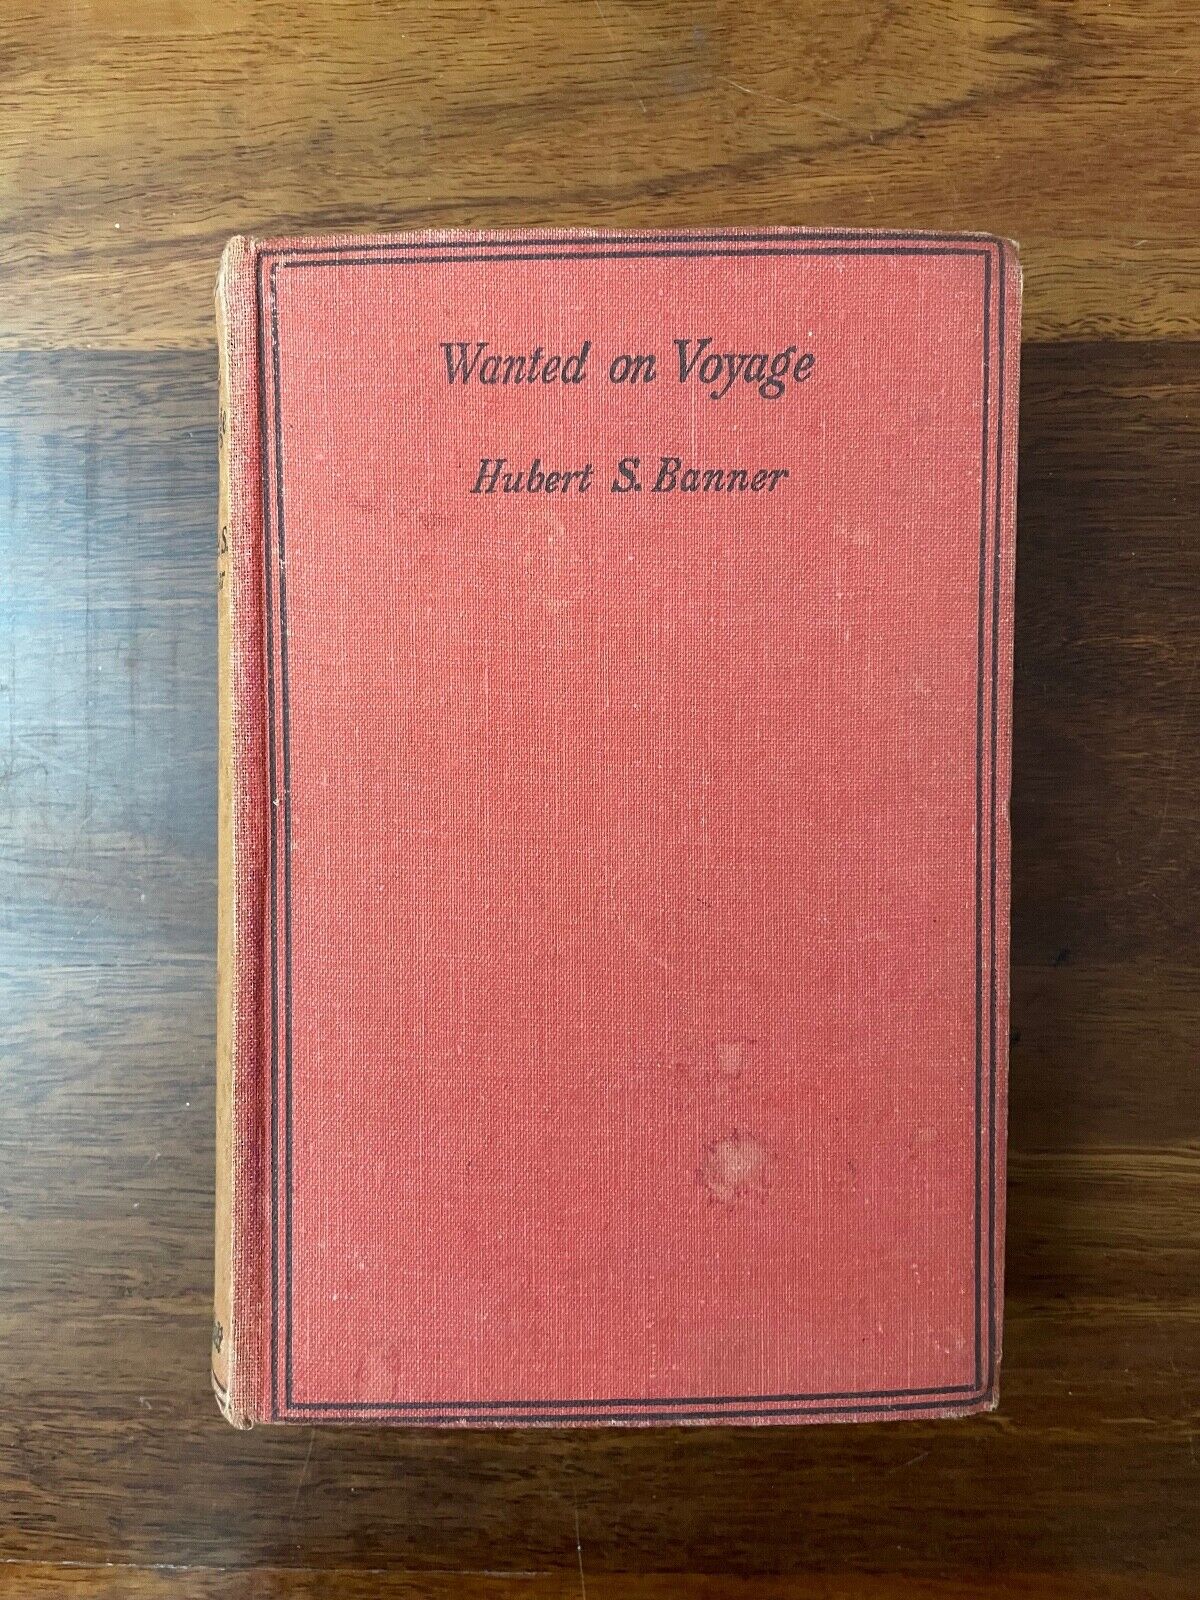 Wanted on Voyage
Hubert S. Banner